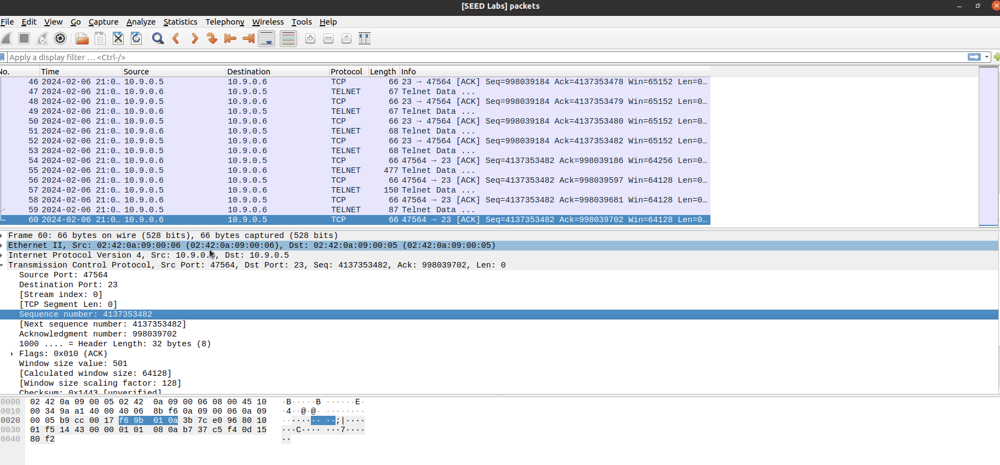 [SEED Labs] packets
File Edit View Go Capture Analyze Statistics Telephony Wireless Tools Help
Apply a display filter … <Ctrl-/>
No. Time Source Destination Protocol Length Info
46 2024-02-06 21:0… 10.9.0.5 10.9.0.6 TCP 66 23 → 47564 [ACK] Seq=998039184 Ack=4137353478 Win=65152 Len=0…
47 2024-02-06 21:0… 10.9.0.6 10.9.0.5 TELNET 67 Telnet Data ...
48 2024-02-06 21:0… 10.9.0.5 10.9.0.6 TCP 66 23 → 47564 [ACK] Seq=998039184 Ack=4137353479 Win=65152 Len=0…
49 2024-02-06 21:0… 10.9.0.6 10.9.0.5 TELNET 67 Telnet Data ...
50 2024-02-06 21:0… 10.9.0.5 10.9.0.6 TCP 66 23 → 47564 [ACK] Seq=998039184 Ack=4137353480 Win=65152 Len=0…
51 2024-02-06 21:0… 10.9.0.6 10.9.0.5 TELNET 68 Telnet Data ...
52 2024-02-06 21:0… 10.9.0.5 10.9.0.6 TCP 66 23 → 47564 [ACK] Seq=998039184 Ack=4137353482 Win=65152 Len=0…
53 2024-02-06 21:0… 10.9.0.5 10.9.0.6 TELNET 68 Telnet Data ...
54 2024-02-06 21:0… 10.9.0.6 10.9.0.5 TCP 66 47564 → 23 [ACK] Seq=4137353482 Ack=998039186 Win=64256 Len=0…
55 2024-02-06 21:0… 10.9.0.5 10.9.0.6 TELNET 477 Telnet Data ...
56 2024-02-06 21:0… 10.9.0.6 10.9.0.5 TCP 66 47564 → 23 [ACK] Seq=4137353482 Ack=998039597 Win=64128 Len=0…
57 2024-02-06 21:0… 10.9.0.5 10.9.0.6 TELNET 150 Telnet Data ...
58 2024-02-06 21:0… 10.9.0.6 10.9.0.5 TCP 66 47564 → 23 [ACK] Seq=4137353482 Ack=998039681 Win=64128 Len=0…
59 2024-02-06 21:0… 10.9.0.5 10.9.0.6 TELNET 87 Telnet Data ...
60 2024-02-06 21:0… 10.9.0.6 10.9.0.5 TCP 66 47564 → 23 [ACK] Seq=4137353482 Ack=998039702 Win=64128 Len=0…
Frame 60: 66 bytes on wire (528 bits), 66 bytes captured (528 bits)
Ethernet II, Src: 02:42:0a:09:00:06 (02:42:0a:09:00:06), Dst: 02:42:0a:09:00:05 (02:42:0a:09:00:05)
Internet Protocol Version 4, Src: 10.9.0. , Dst: 10.9.0.5
Transmission Control Protocol, Src Port: 47564, Dst Port: 23, Seq: 4137353482, Ack: 998039702, Len: 0
Source Port: 47564
Destination Port: 23
[Stream index: 0]
[TCP Segment Len: 0]
Sequence number: 4137353482
[Next sequence number: 4137353482]
Acknowledgment number: 998039702
1000 .... = Header Length: 32 bytes (8)
Flags: 0x010 (ACK)
Window size value: 501
[Calculated window size: 64128]
[Window size scaling factor: 128]
Checksum: 0x1443 [unverified]
0000 02 42 0a 09 00 05 02 42 0a 09 00 06 08 00 45 10 ·B·····B ······E·
0010 00 34 9a a1 40 00 40 06 8b f6 0a 09 00 06 0a 09 ·4··@·@· ········
0020 00 05 b9 cc 00 17 f6 9b 01 0a 3b 7c e0 96 80 10 ········ ··;|····
0030 01 f5 14 43 00 00 01 01 08 0a b7 37 c5 f4 0d 15 ···C···· ···7····
0040 80 f2 ··